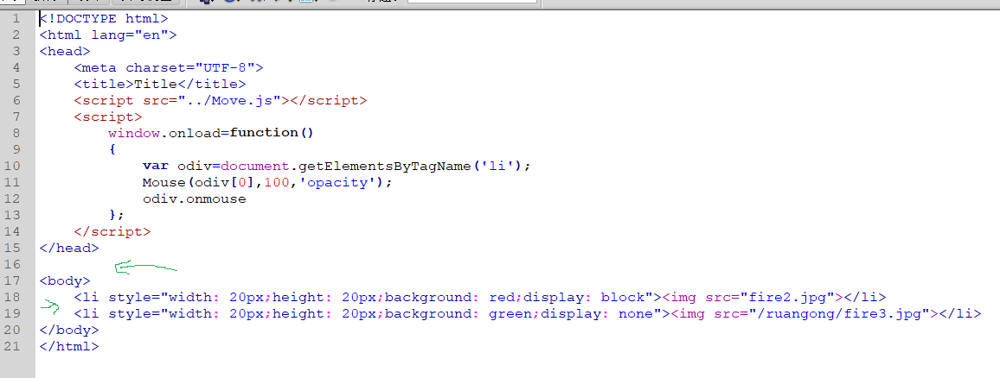 1 <!DOCTYPE html>
2 <html lang="en">
3 <head>
4     <meta charset="UTF-8">
5     <title>Title</title>
6     <script src="../Move.js"></script>
7     <script>
8         window.onload=function()
9         {
10             var odiv=document.getElementsByTagName('li');
11             Mouse(odiv[0],100,'opacity');
12             odiv.onmouse
13         };
14     </script>
15 </head>
16
17 <body>
18     <li style="width: 20px;height: 20px;background: red;display: block"><img src="fire2.jpg"></li>
19     <li style="width: 20px;height: 20px;background: green;display: none"><img src="/ruangong/fire3.jpg"></li>
20 </body>
21 </html>